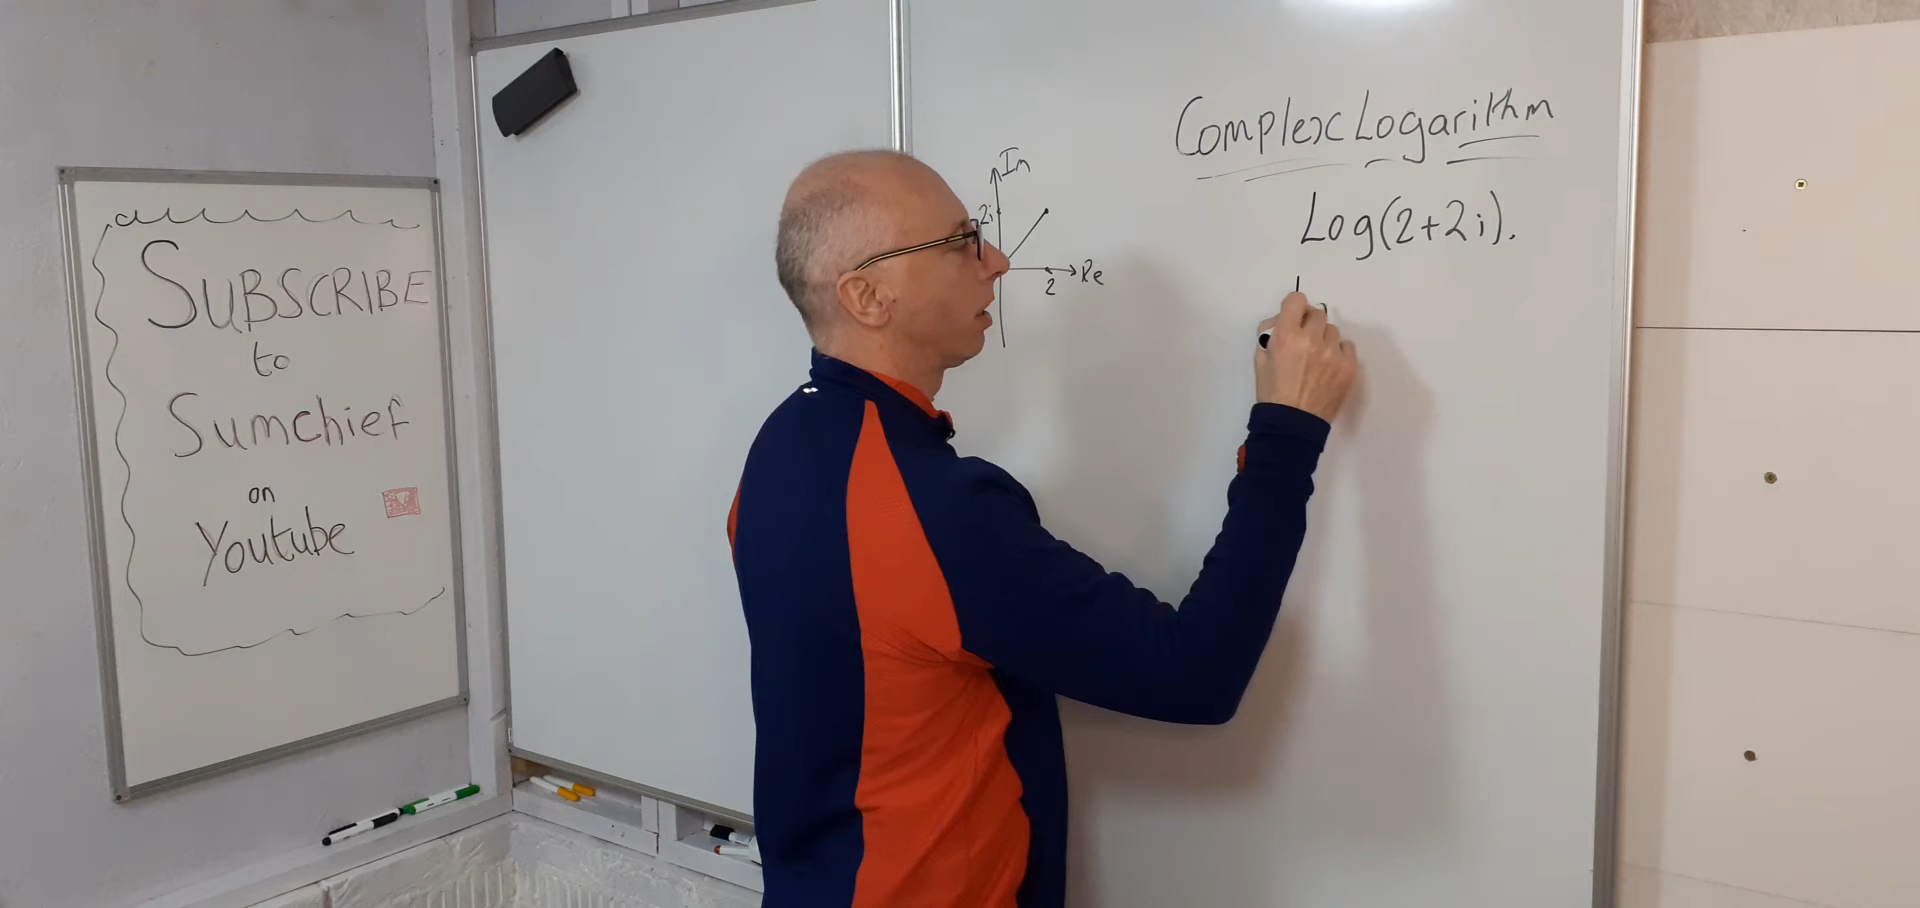 SUBSCRIBE
to
Sumchief
on
Youtube
Im
2i
Re
2
Complex Logarithm
Log(2+2i).